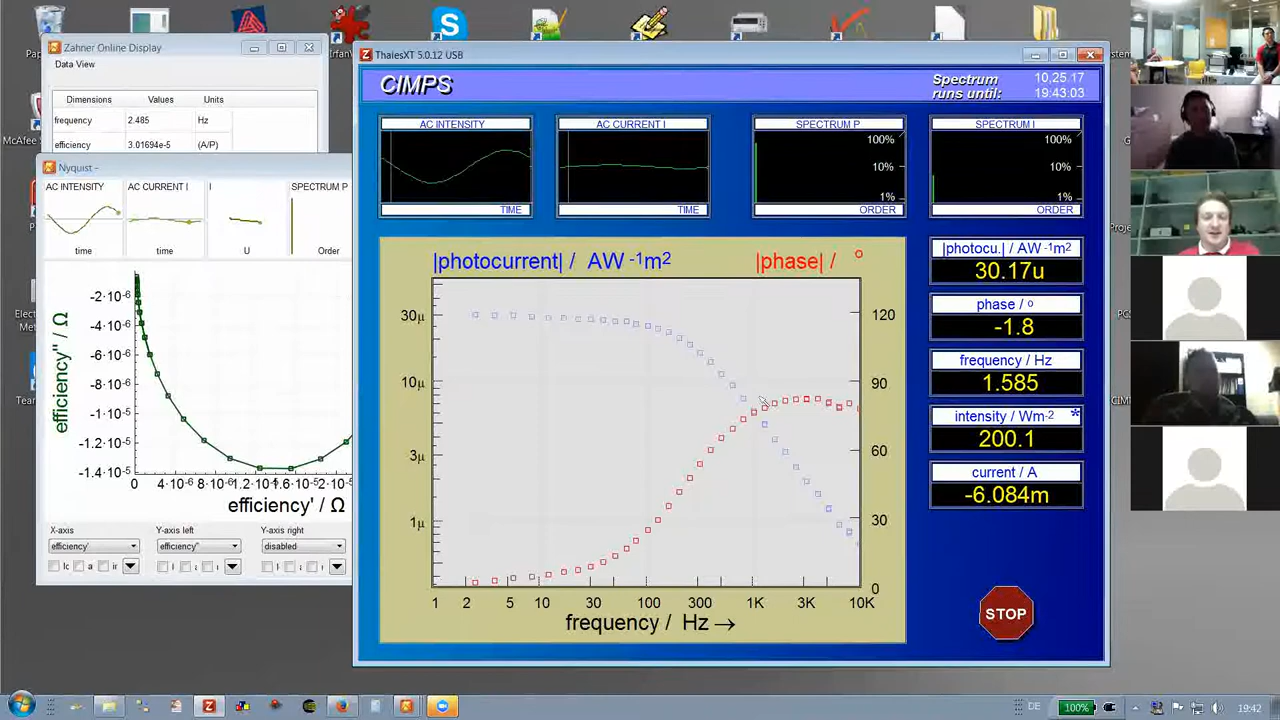 Zahner Online Display
Data View
Dimensions Values Units
frequency 2.485 Hz
efficiency 3.01694e-5 (A/P)
Nyquist -
AC INTENSITY AC CURRENT I I SPECTRUM P
time time U Order
-2·10-6
-4·10-6
-6·10-6
-8·10-6
-1·10-5
-1.2·10-5
-1.4·10-5
efficiency'' / Ω
0 4·10-6 8·10-6
efficiency' / Ω
X-axis Y-axis left Y-axis right
efficiency' efficiency'' disabled
ThalesXT 5.0.12 USB
CIMPS
Spectrum
runs until:
10,25.17
19:43:03
AC INTENSITY
TIME
AC CURRENT I
TIME
SPECTRUM P
100%
10%
1%
ORDER
SPECTRUM I
100%
10%
1%
ORDER
|photocurrent| / AW -1m2
|phase| / o
30µ
10µ
3µ
1µ
120
90
60
30
0
1 2 5 10 30 100 300 1K 3K 10K
frequency / Hz →
|photocu.| / AW -1m2
30.17u
phase / o
-1.8
frequency / Hz
1.585
intensity / Wm-2 *
200.1
current / A
-6.084m
STOP
DE
100%
19:42